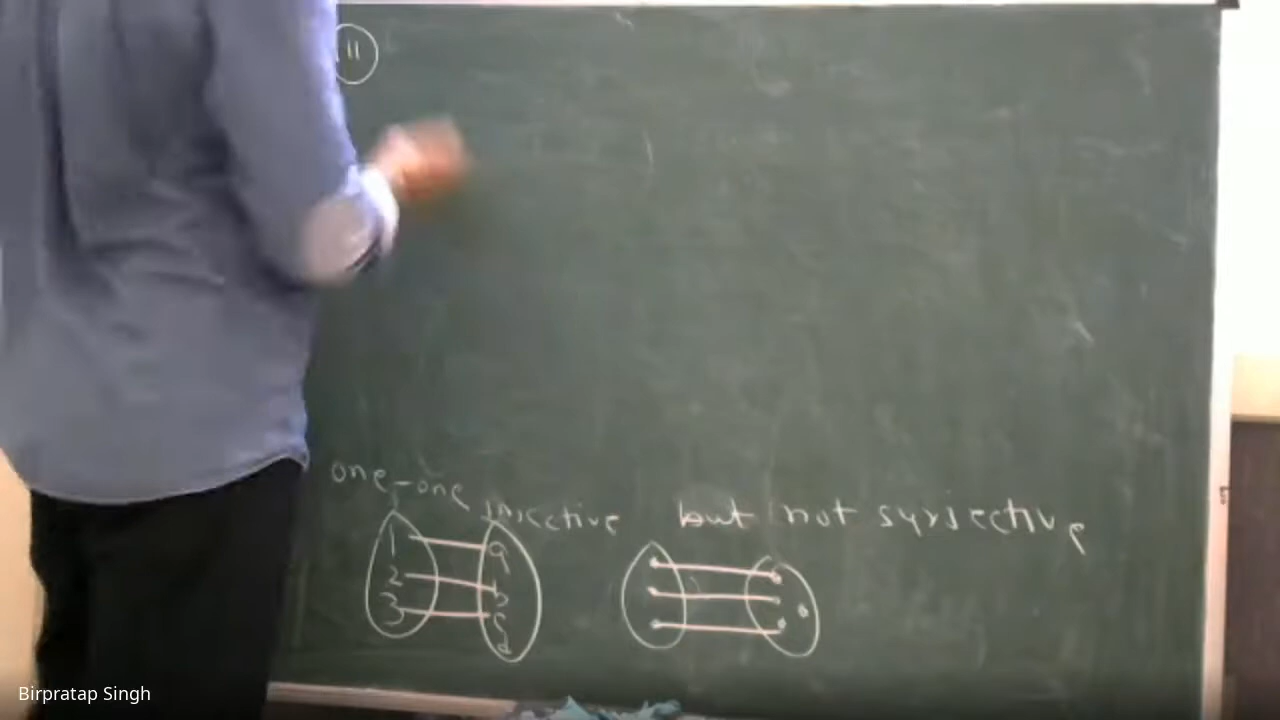 11
one-one injective but not surjective
1 a
2 b
3 c
d
Birpratap Singh